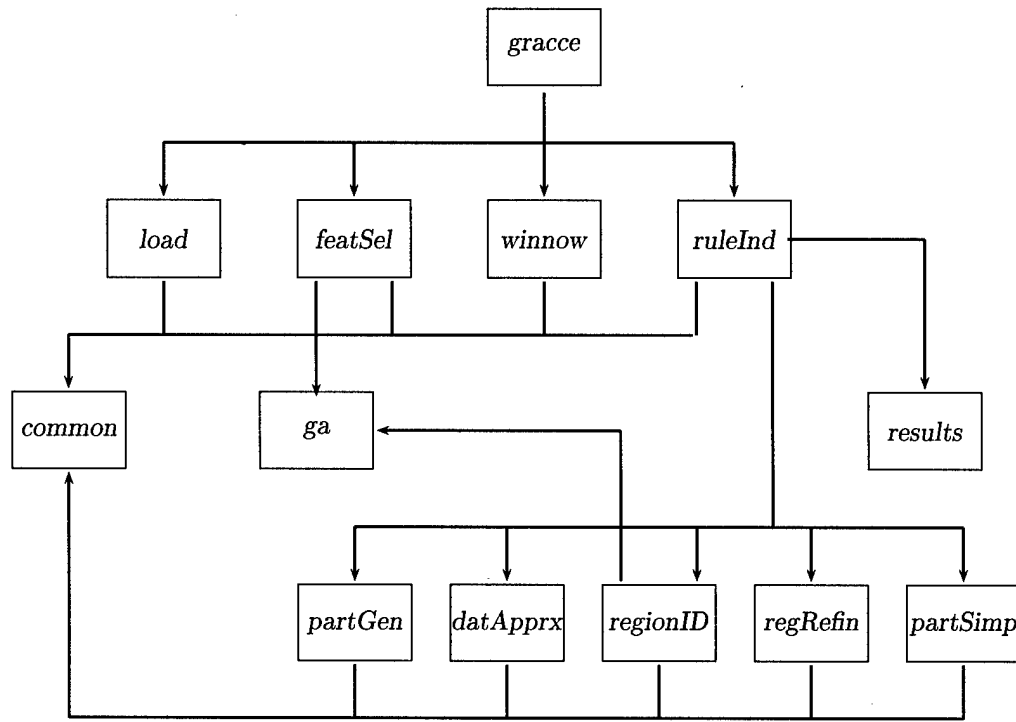 gracce
load
featSel
winnow
ruleInd
common
ga
results
partGen
datApprx
regionID
regRefin
partSimp